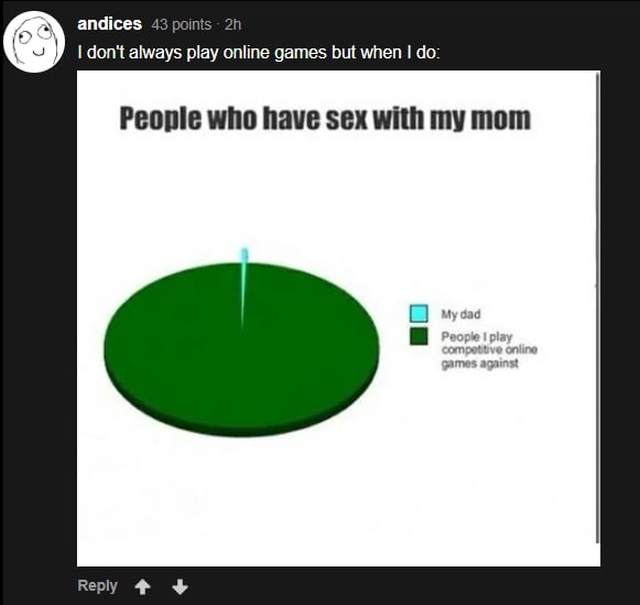 andices 43 points · 2h
I don't always play online games but when I do:
People who have sex with my mom
My dad
People I play
competitive online
games against
Reply